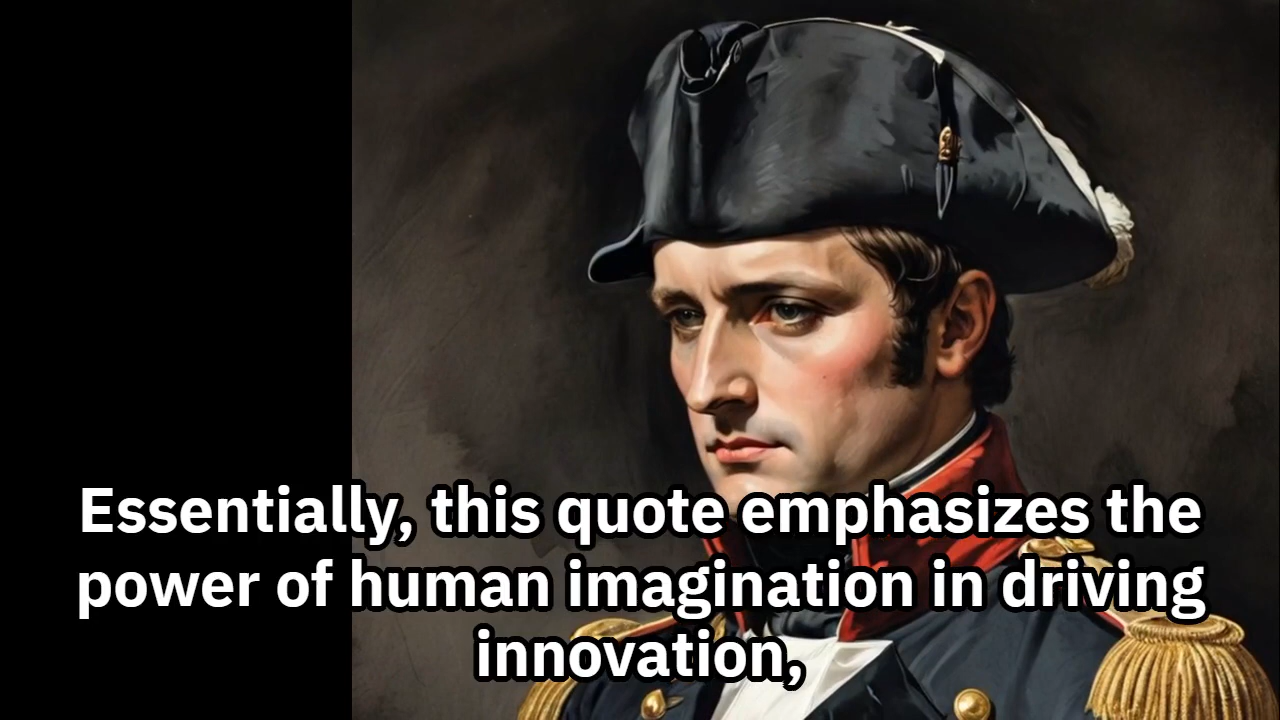 Essentially, this quote emphasizes the
power of human imagination in driving
innovation,